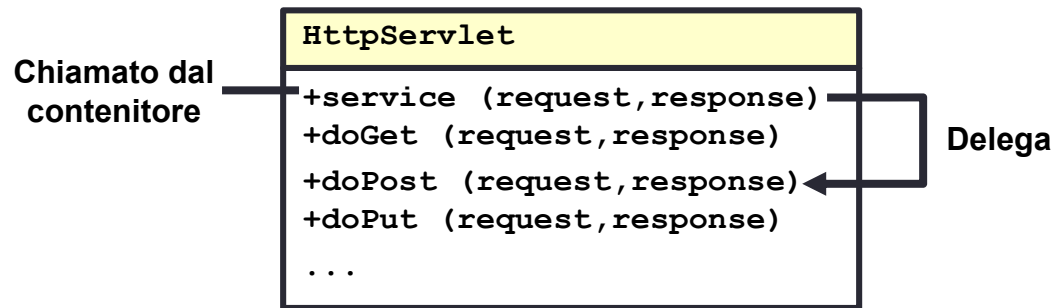 HttpServlet
Chiamato dal
contenitore
+service (request,response)
+doGet (request,response)
+doPost (request,response)
+doPut (request,response)
...
Delega